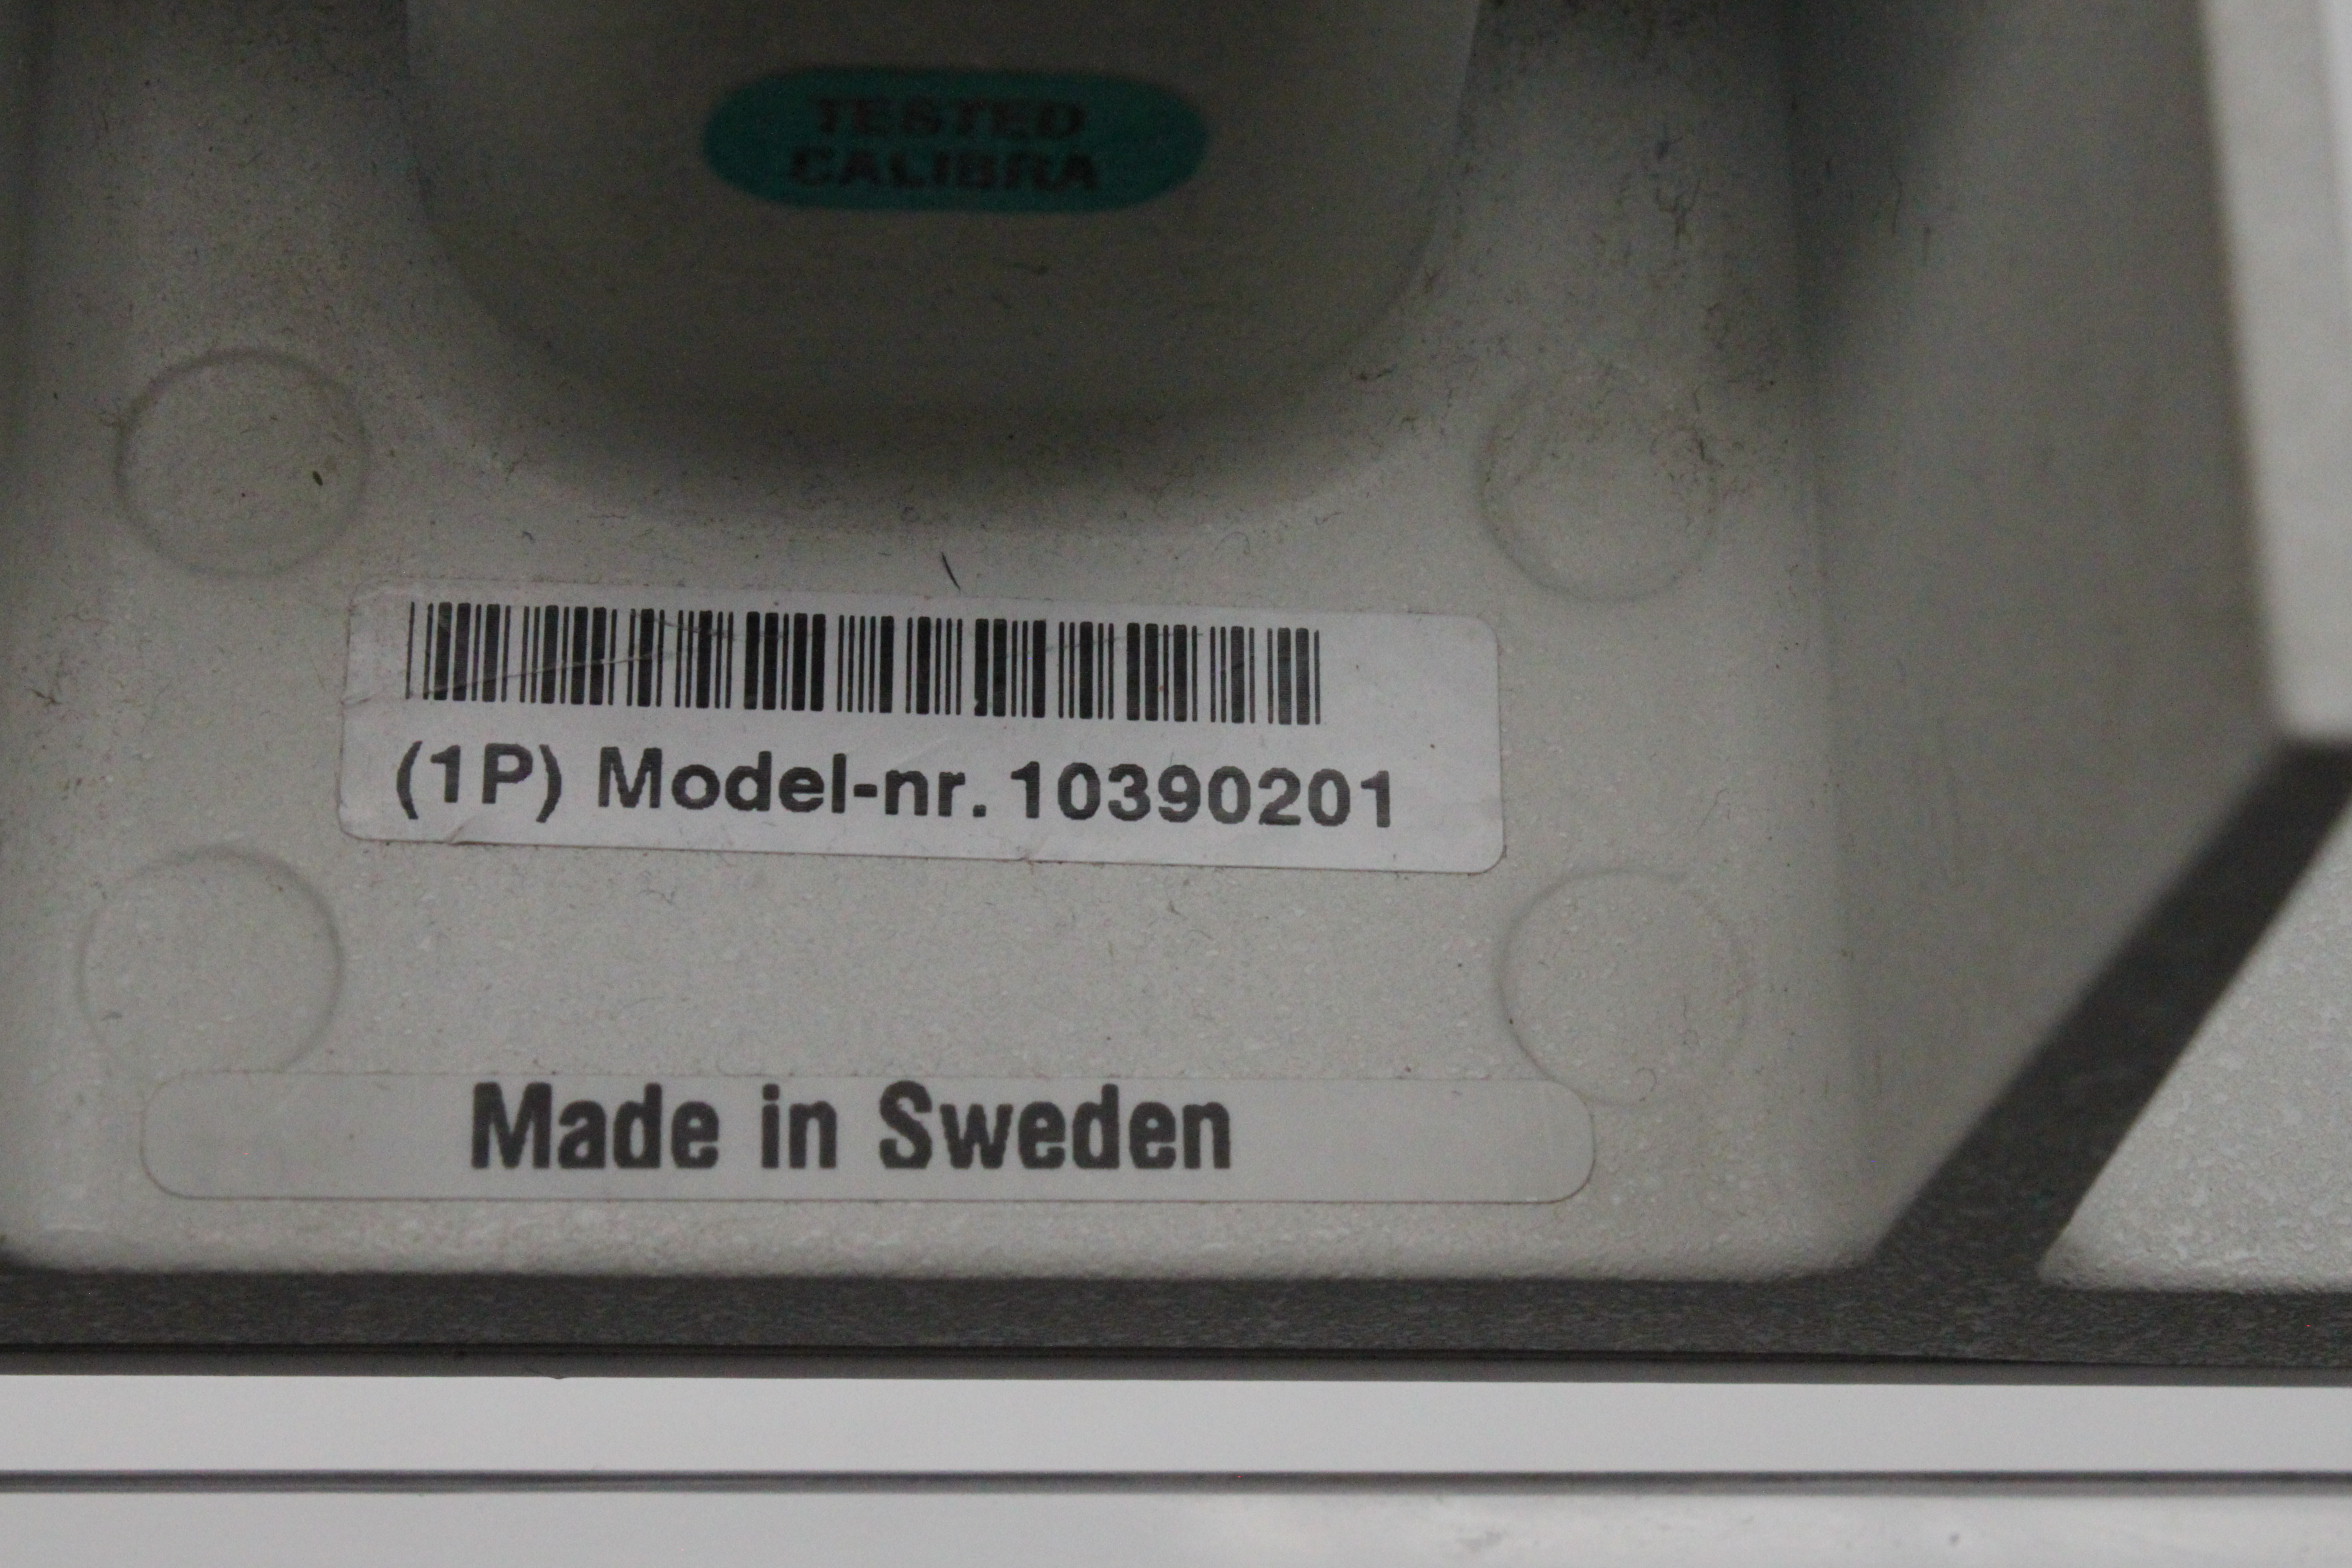 TESTED
CALIBRA
(1P) Model-nr. 10390201
Made in Sweden